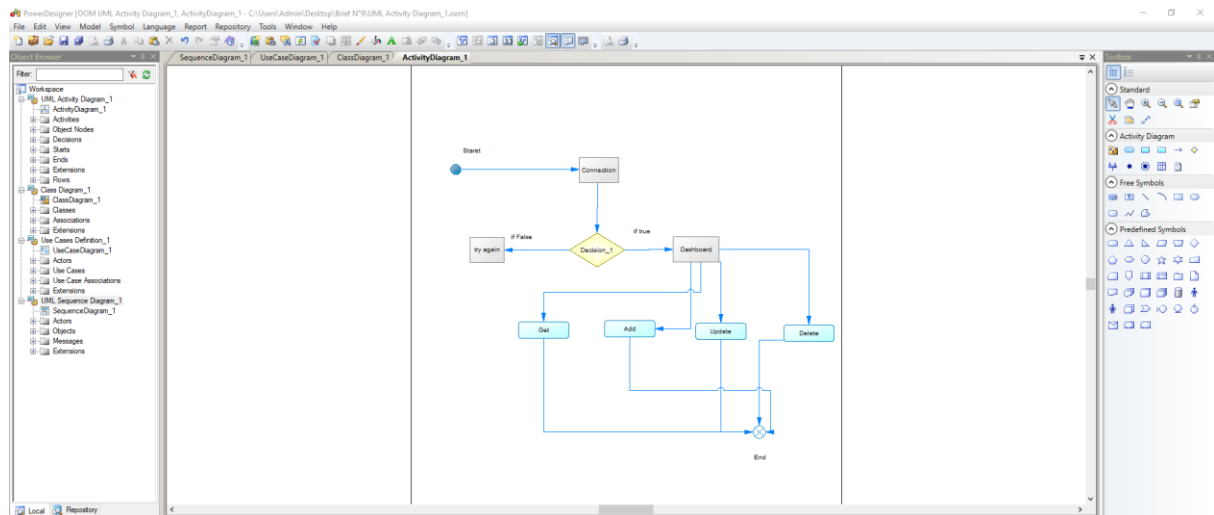 PowerDesigner [OOM UML Activity Diagram_1, ActivityDiagram_1 - C:\Users\Admin\Desktop\Brief N°9\UML Activity Diagram_1.oom]
File Edit View Model Symbol Language Report Repository Tools Window Help
Object Browser
SequenceDiagram_1 UseCaseDiagram_1 ClassDiagram_1 ActivityDiagram_1
Toolbox
Filter:
Workspace
UML Activity Diagram_1
ActivityDiagram_1
Activities
Object Nodes
Decisions
Starts
Ends
Extensions
Flows
Class Diagram_1
ClassDiagram_1
Classes
Associations
Extensions
Use Cases Definition_1
UseCaseDiagram_1
Actors
Use Cases
Use Case Associations
Extensions
UML Sequence Diagram_1
SequenceDiagram_1
Actors
Objects
Messages
Extensions
Local Repository
Staret
Connection
try again
if False
Decision_1
if true
Dashboard
Get
Add
Update
Delete
End
Standard
Activity Diagram
Free Symbols
Predefined Symbols